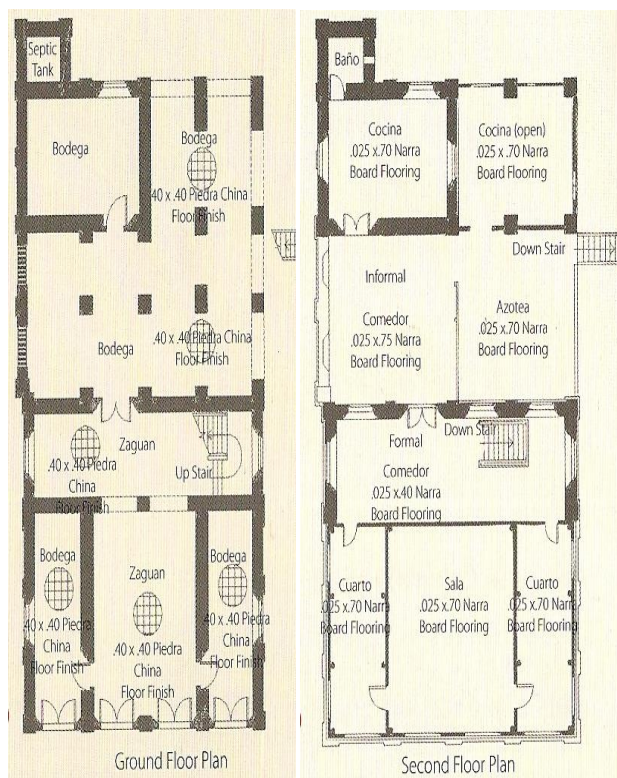 Septic
Tank
Bodega
Bodega
.40 x .40 Piedra China
Floor Finish
Bodega
.40 x .40 Piedra China
Floor Finish
Zaguan
.40 x .40 Piedra
China
Floor Finish
Up Stair
Bodega
.40 x .40 Piedra
China
Floor Finish
Zaguan
.40 x .40 Piedra
China
Floor Finish
Bodega
.40 x .40 Piedra
China
Floor Finish
Ground Floor Plan
Baño
Cocina
.025 x.70 Narra
Board Flooring
Cocina (open)
.025 x .70 Narra
Board Flooring
Down Stair
Informal
Comedor
.025 x.75 Narra
Board Flooring
Azotea
.025 x.70 Narra
Board Flooring
Formal
Down Stair
Comedor
.025 x.40 Narra
Board Flooring
Cuarto
.025 x.70 Narra
Board Flooring
Sala
.025 x.70 Narra
Board Flooring
Cuarto
.025 x.70 Narra
Board Flooring
Second Floor Plan